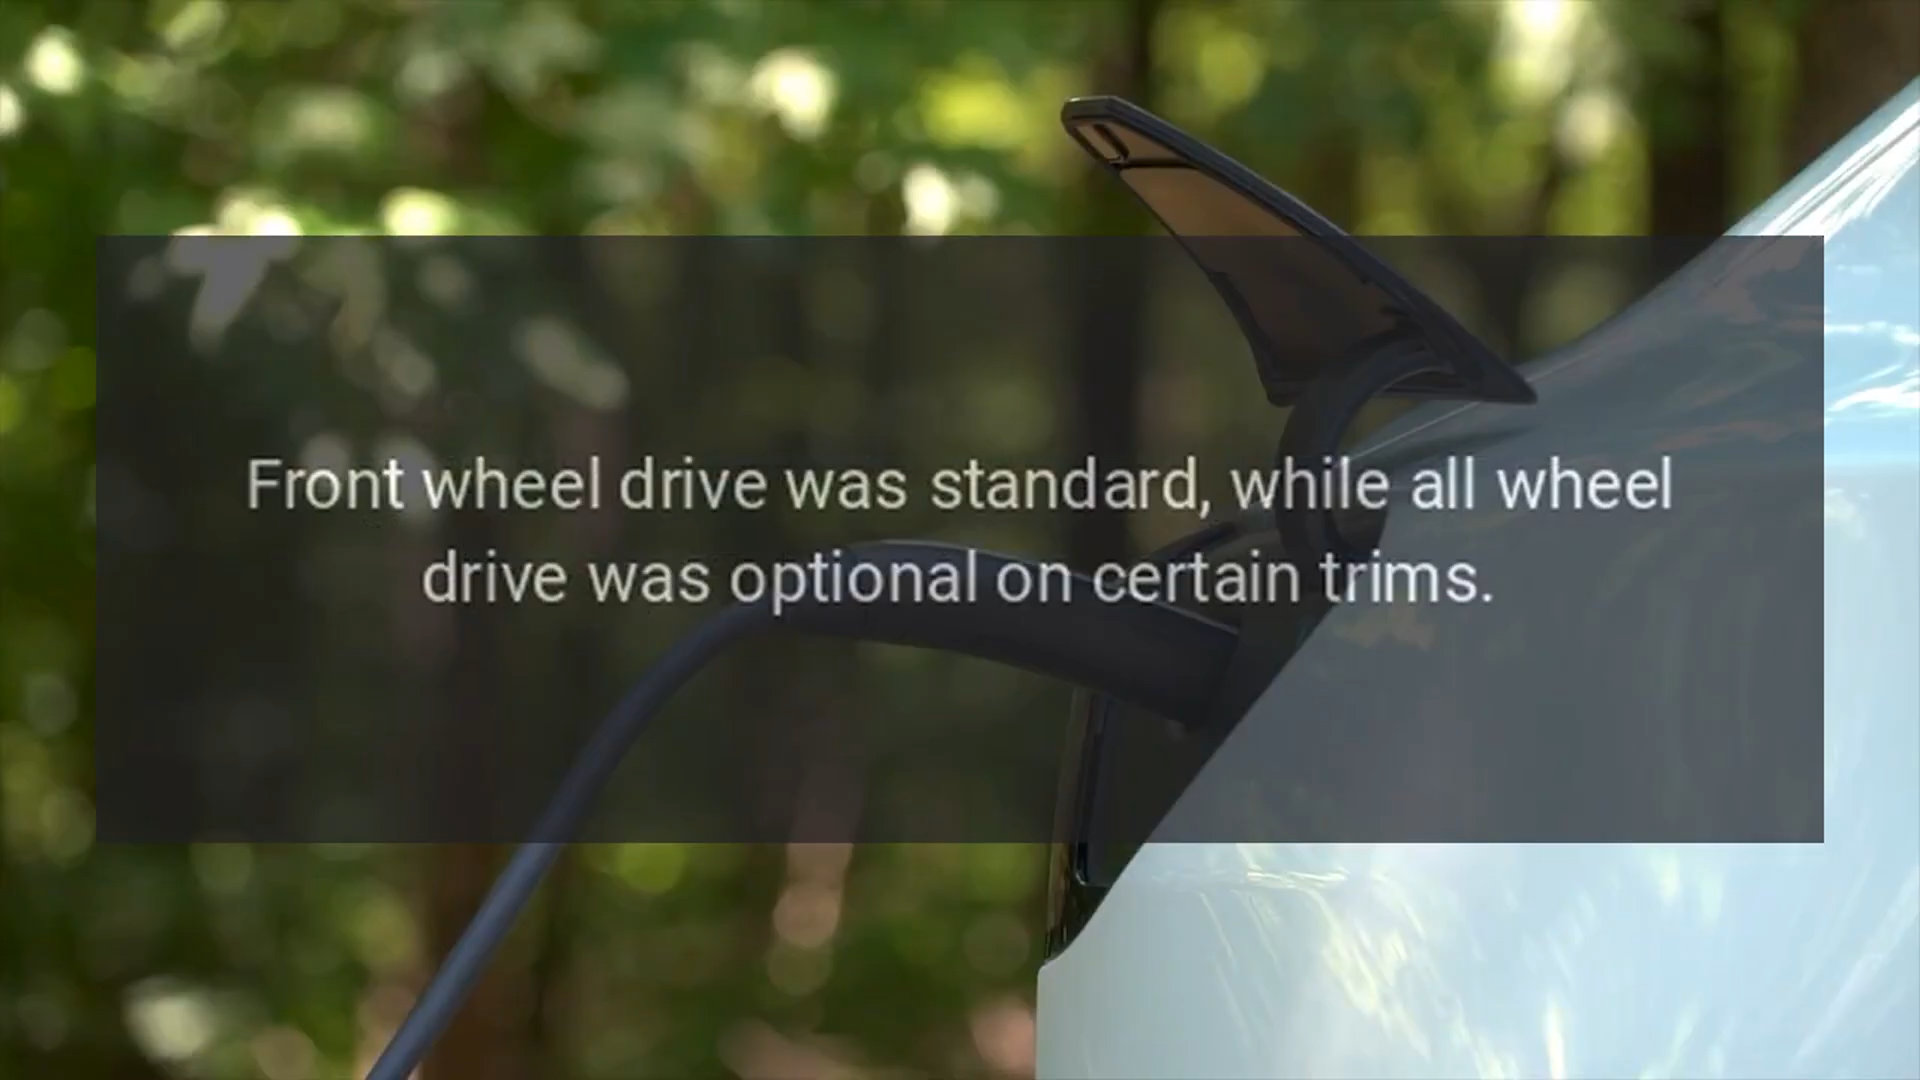 Front wheel drive was standard, while all wheel
drive was optional on certain trims.